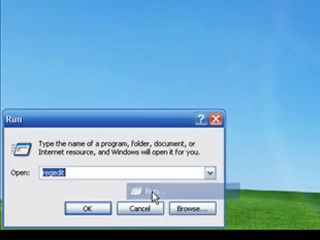 Run
Type the name of a program, folder, document, or
Internet resource, and Windows will open it for you.
Open: regedit
OK Cancel Browse...